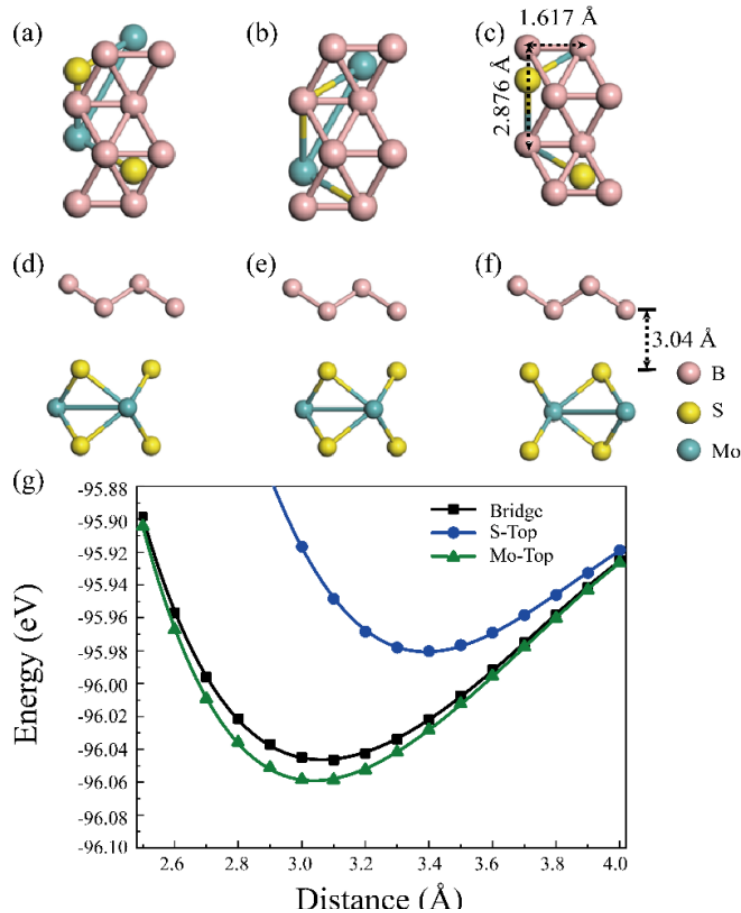 (a)
(b)
(c)
1.617 Å
2.876 Å
(d)
(e)
(f)
3.04 Å
B
S
Mo
(g)
-95.88
-95.90
-95.92
-95.94
-95.96
-95.98
-96.00
-96.02
-96.04
-96.06
-96.08
-96.10
Energy (eV)
Bridge
S-Top
Mo-Top
2.6 2.8 3.0 3.2 3.4 3.6 3.8 4.0
Distance (Å)